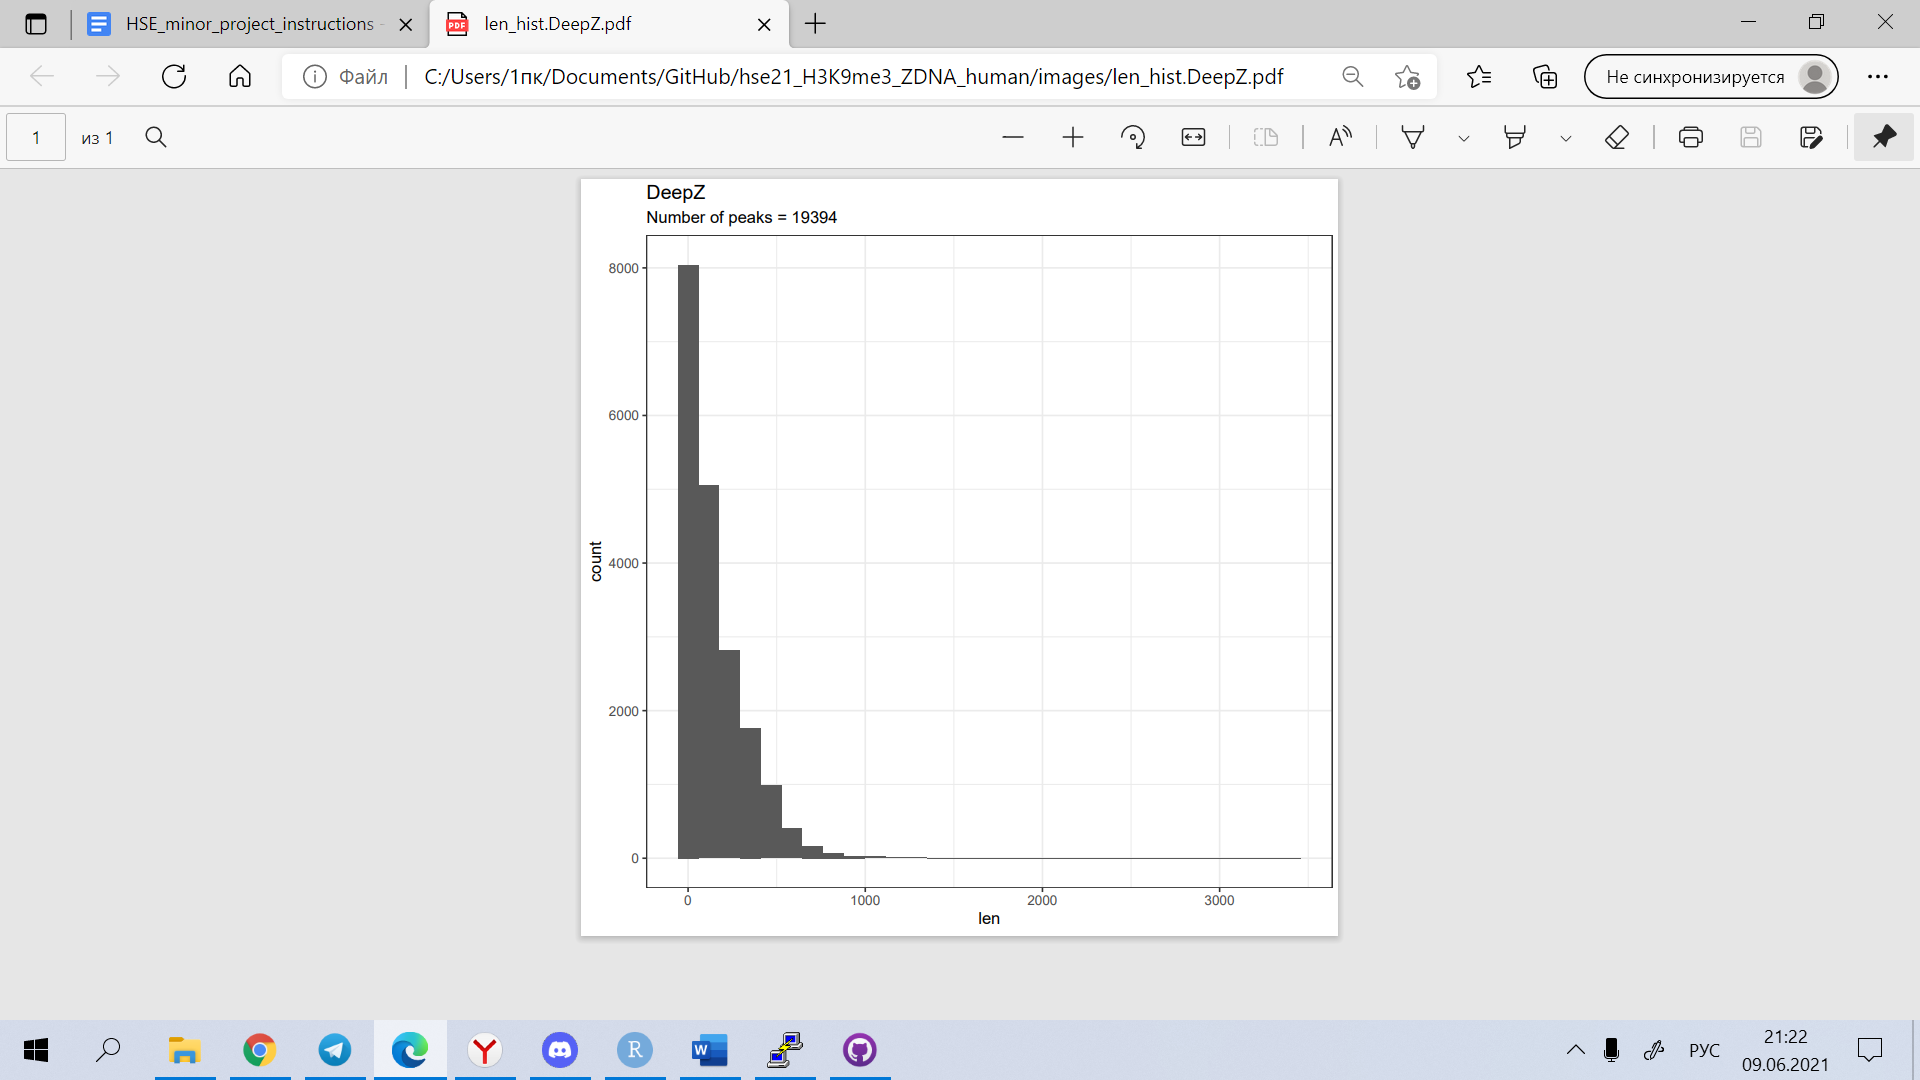 HSE_minor_project_instructions -
len_hist.DeepZ.pdf
Файл
C:/Users/1пк/Documents/GitHub/hse21_H3K9me3_ZDNA_human/images/len_hist.DeepZ.pdf
Не синхронизируется
1
из 1
DeepZ
Number of peaks = 19394
8000
6000
4000
2000
0
count
0
1000
2000
3000
len
РУС
21:22
09.06.2021